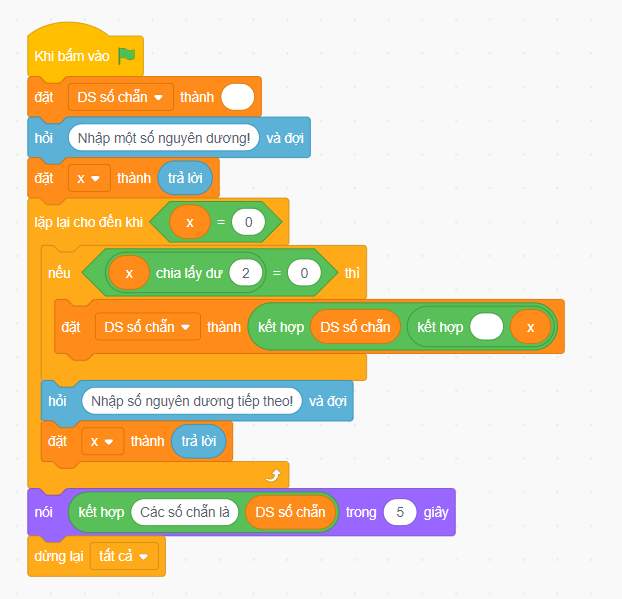 Khi bấm vào
đặt DS số chẵn thành
hỏi Nhập một số nguyên dương! và đợi
đặt x thành trả lời
lặp lại cho đến khi x = 0
nếu x chia lấy dư 2 = 0 thì
đặt DS số chẵn thành kết hợp DS số chẵn kết hợp x
hỏi Nhập số nguyên dương tiếp theo! và đợi
đặt x thành trả lời
nói kết hợp Các số chẵn là DS số chẵn trong 5 giây
dừng lại tất cả